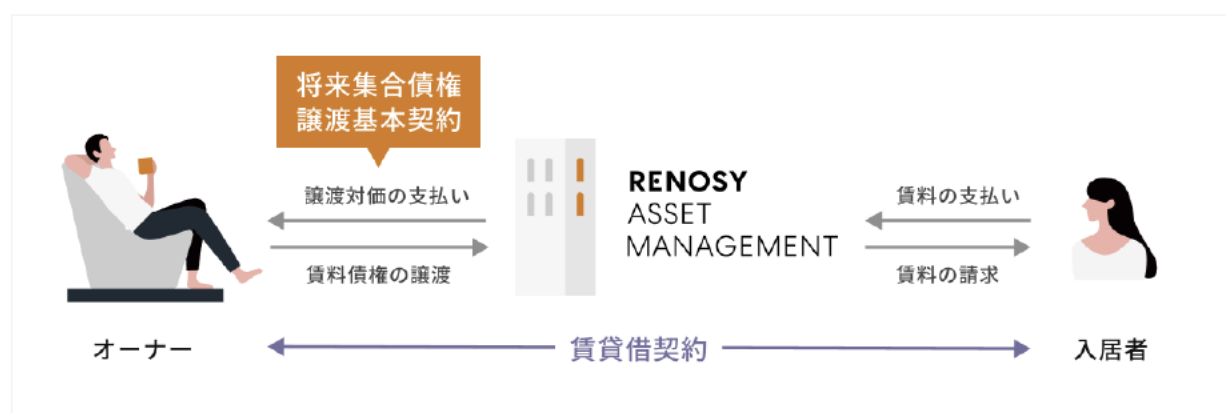 将来集合債権
譲渡基本契約
譲渡対価の支払い
賃料債権の譲渡
RENOSY
ASSET
MANAGEMENT
賃料の支払い
賃料の請求
オーナー
賃貸借契約
入居者